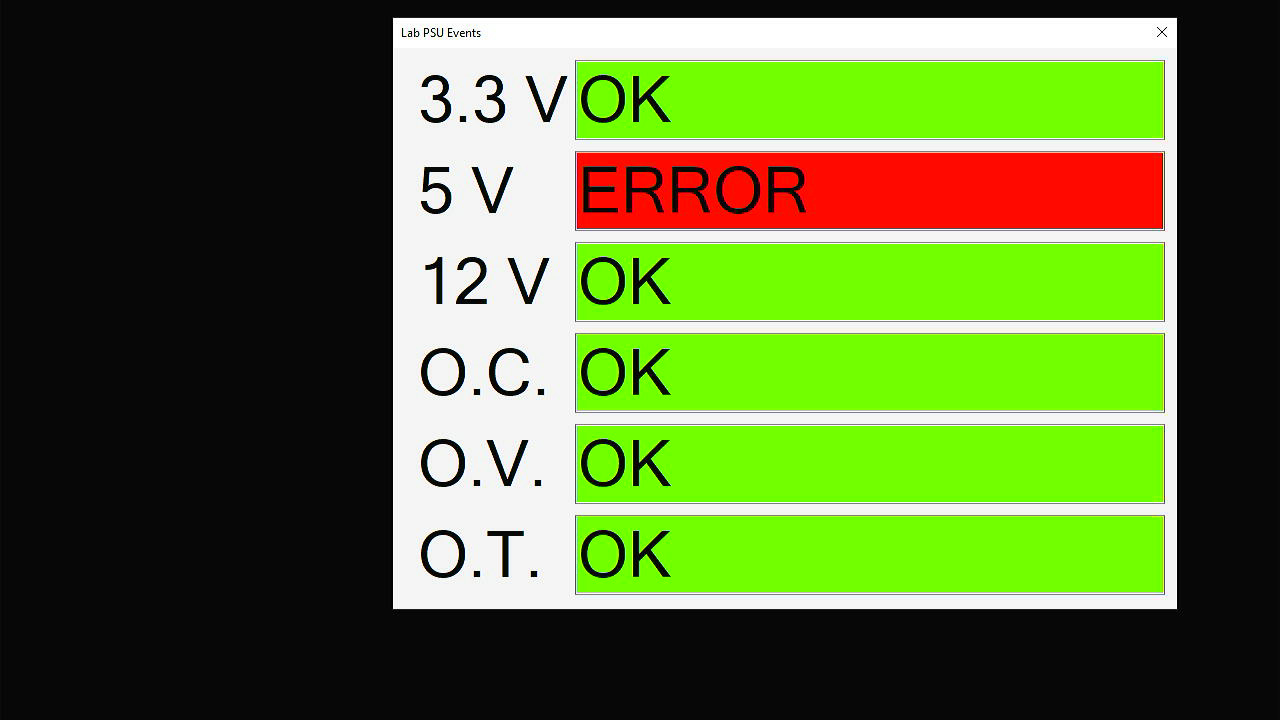 Lab PSU Events
3.3 V OK
5 V ERROR
12 V OK
O.C. OK
O.V. OK
O.T. OK